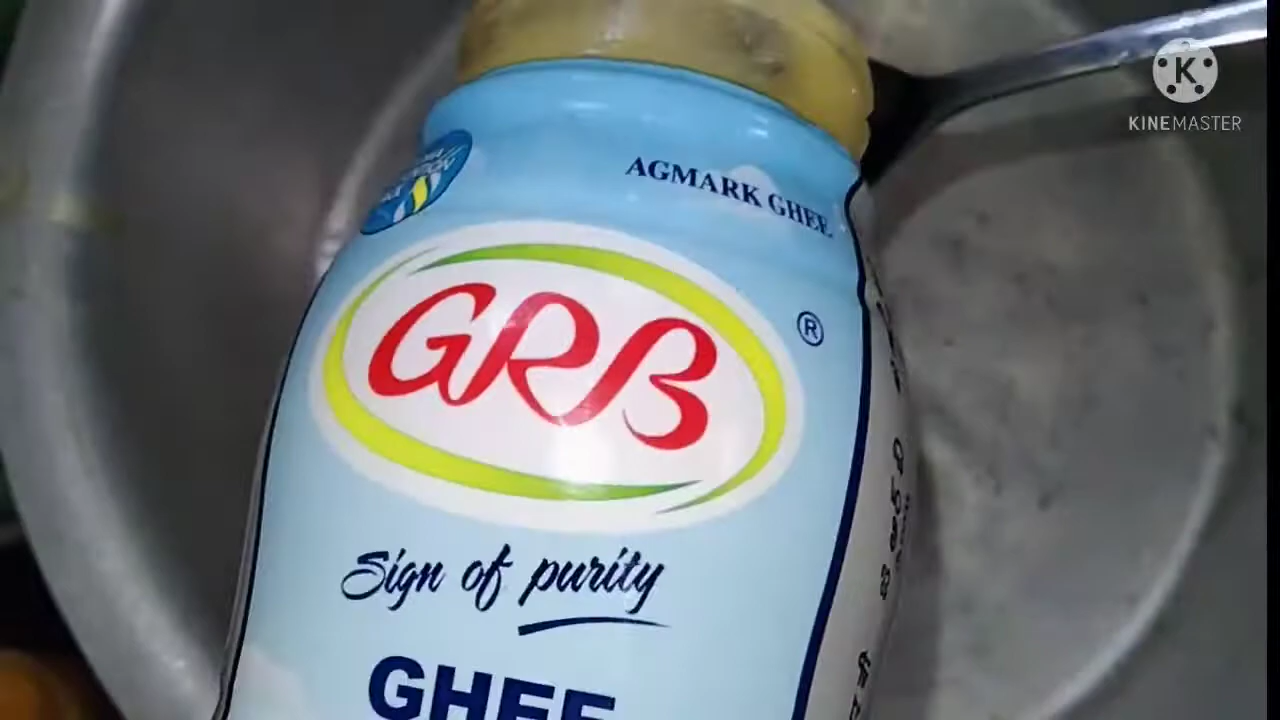 KINEMASTER
AGMARK GHEE
GRB
®
Sign of purity
GHEE